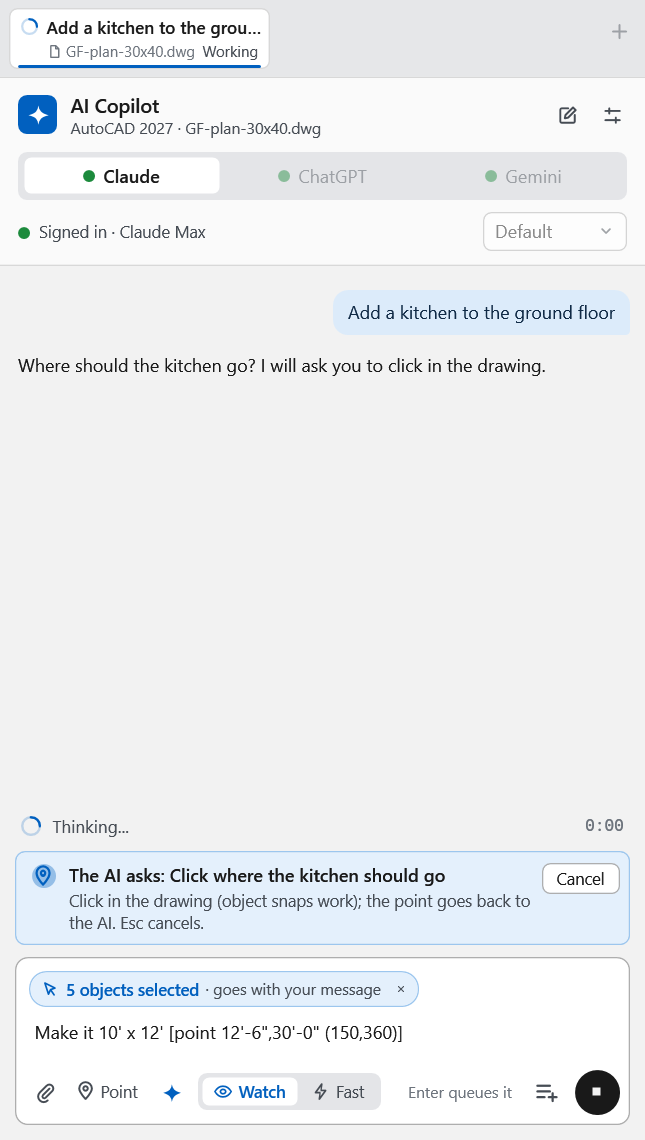 Add a kitchen to the grou...
GF-plan-30x40.dwg Working
AI Copilot
AutoCAD 2027 · GF-plan-30x40.dwg
Claude
ChatGPT
Gemini
Signed in · Claude Max
Default
Add a kitchen to the ground floor
Where should the kitchen go? I will ask you to click in the drawing.
Thinking...
0:00
The AI asks: Click where the kitchen should go
Cancel
Click in the drawing (object snaps work); the point goes back to
the AI. Esc cancels.
5 objects selected · goes with your message ×
Make it 10' x 12' [point 12'-6",30'-0" (150,360)]
Point
Watch
Fast
Enter queues it